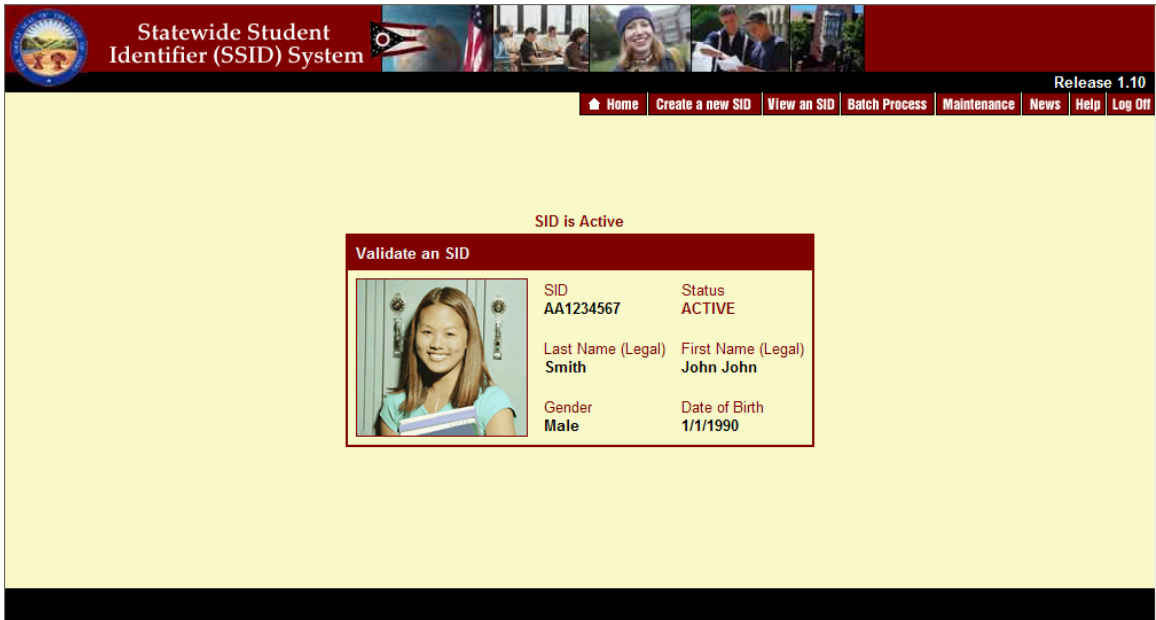 Statewide Student
Identifier (SSID) System
Release 1.10
Home Create a new SID View an SID Batch Process Maintenance News Help Log Off
SID is Active
Validate an SID
SID Status
AA1234567 ACTIVE
Last Name (Legal) First Name (Legal)
Smith John John
Gender Date of Birth
Male 1/1/1990